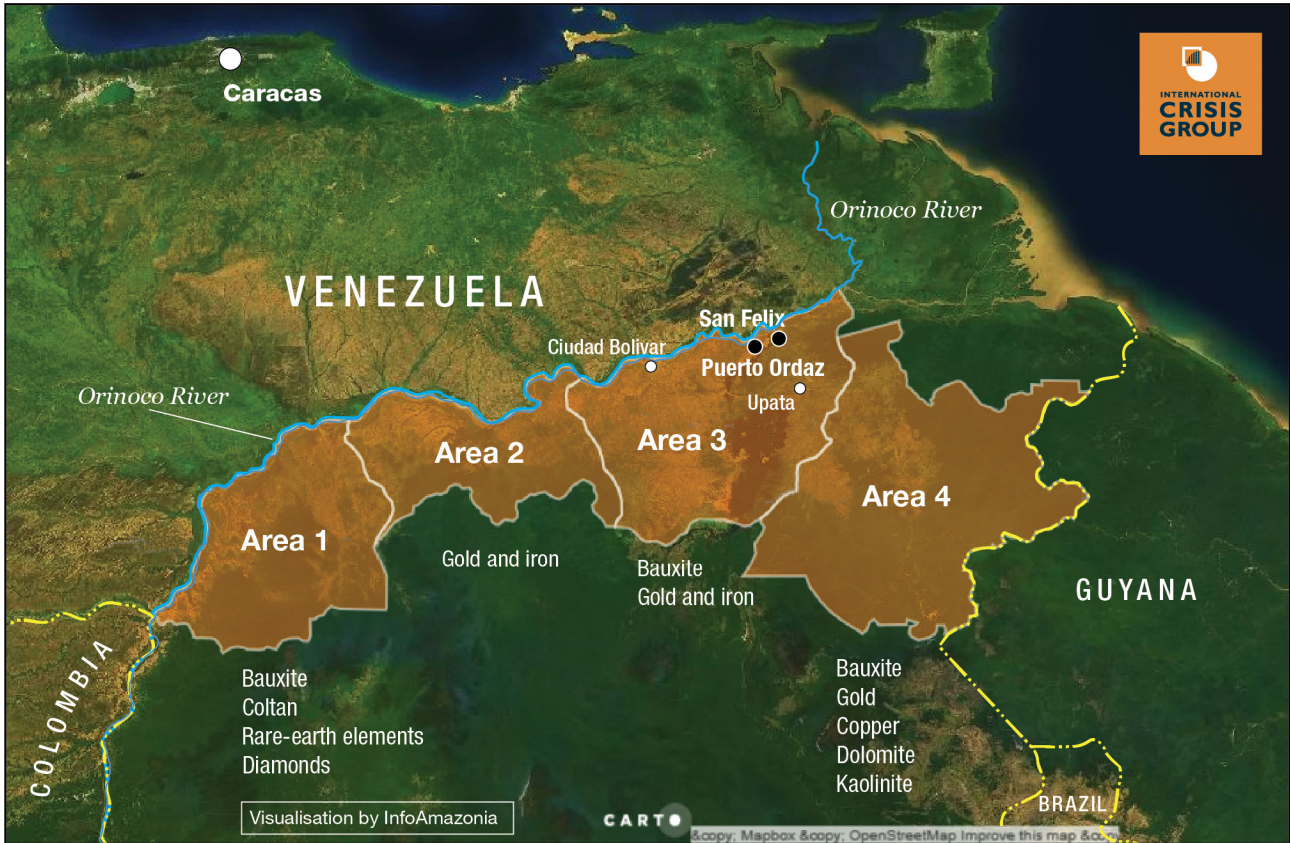 Caracas
INTERNATIONAL
CRISIS
GROUP
Orinoco River
VENEZUELA
San Felix
Ciudad Bolivar
Puerto Ordaz
Upata
Orinoco River
Area 1
Area 2
Area 3
Area 4
Gold and iron
Bauxite
Gold and iron
GUYANA
COLOMBIA
Bauxite
Coltan
Rare-earth elements
Diamonds
Bauxite
Gold
Copper
Dolomite
Kaolinite
BRAZIL
Visualisation by InfoAmazonia
CARTO
&copy; Mapbox &copy; OpenStreetMap Improve this map